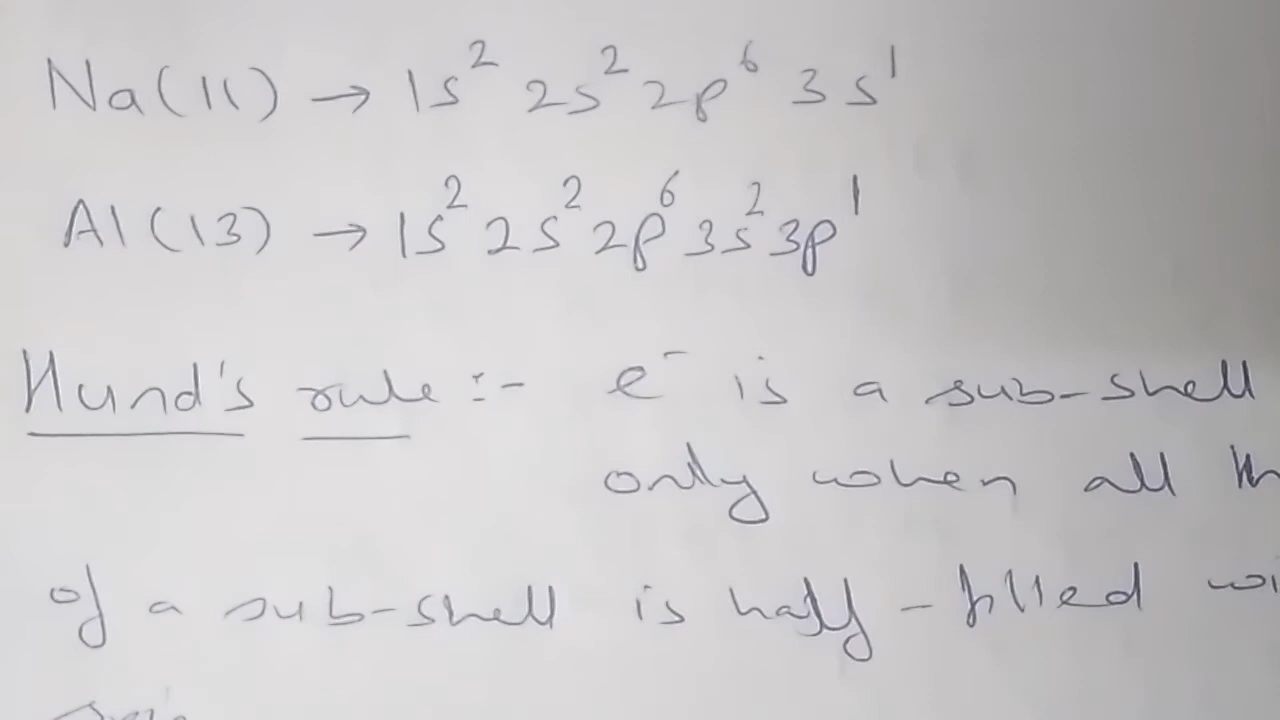 Na(11) → 1s² 2s² 2p⁶ 3s¹
Al(13) → 1s² 2s² 2p⁶ 3s² 3p¹
Hund's rule :- e⁻ is a sub-shell
only when all
of a sub-shell is half-filled